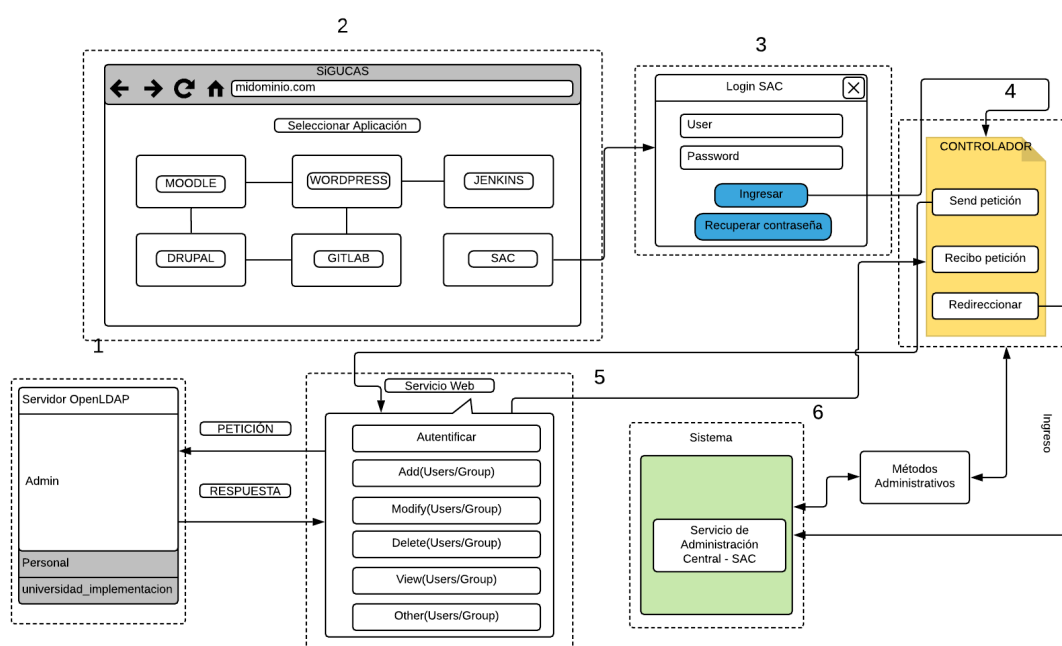 2
SiGUCAS
midominio.com
Seleccionar Aplicación
MOODLE
WORDPRESS
JENKINS
DRUPAL
GITLAB
SAC
3
Login SAC
User
Password
Ingresar
Recuperar contraseña
4
CONTROLADOR
Send petición
Recibo petición
Redireccionar
1
Servidor OpenLDAP
Admin
Personal
universidad_implementacion
PETICIÓN
RESPUESTA
5
Servicio Web
Autentificar
Add(Users/Group)
Modify(Users/Group)
Delete(Users/Group)
View(Users/Group)
Other(Users/Group)
6
Sistema
Servicio de
Administración
Central - SAC
Métodos
Administrativos
Ingreso